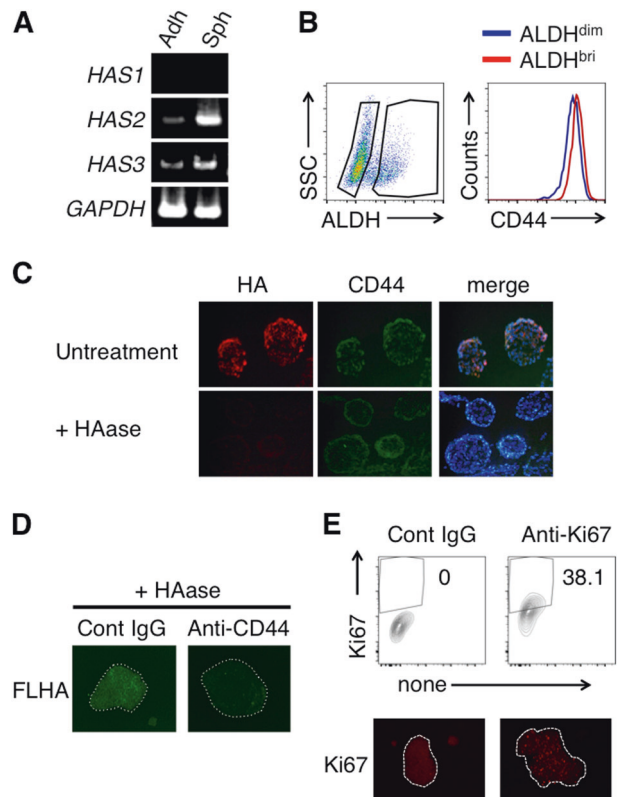 A
Adh
Sph
HAS1
HAS2
HAS3
GAPDH
B
ALDHdim
ALDHbri
SSC
ALDH
Counts
CD44
C
HA
CD44
merge
Untreatment
+ HAase
D
+ HAase
Cont IgG
Anti-CD44
FLHA
E
Cont IgG
Anti-Ki67
0
38.1
Ki67
none
Ki67